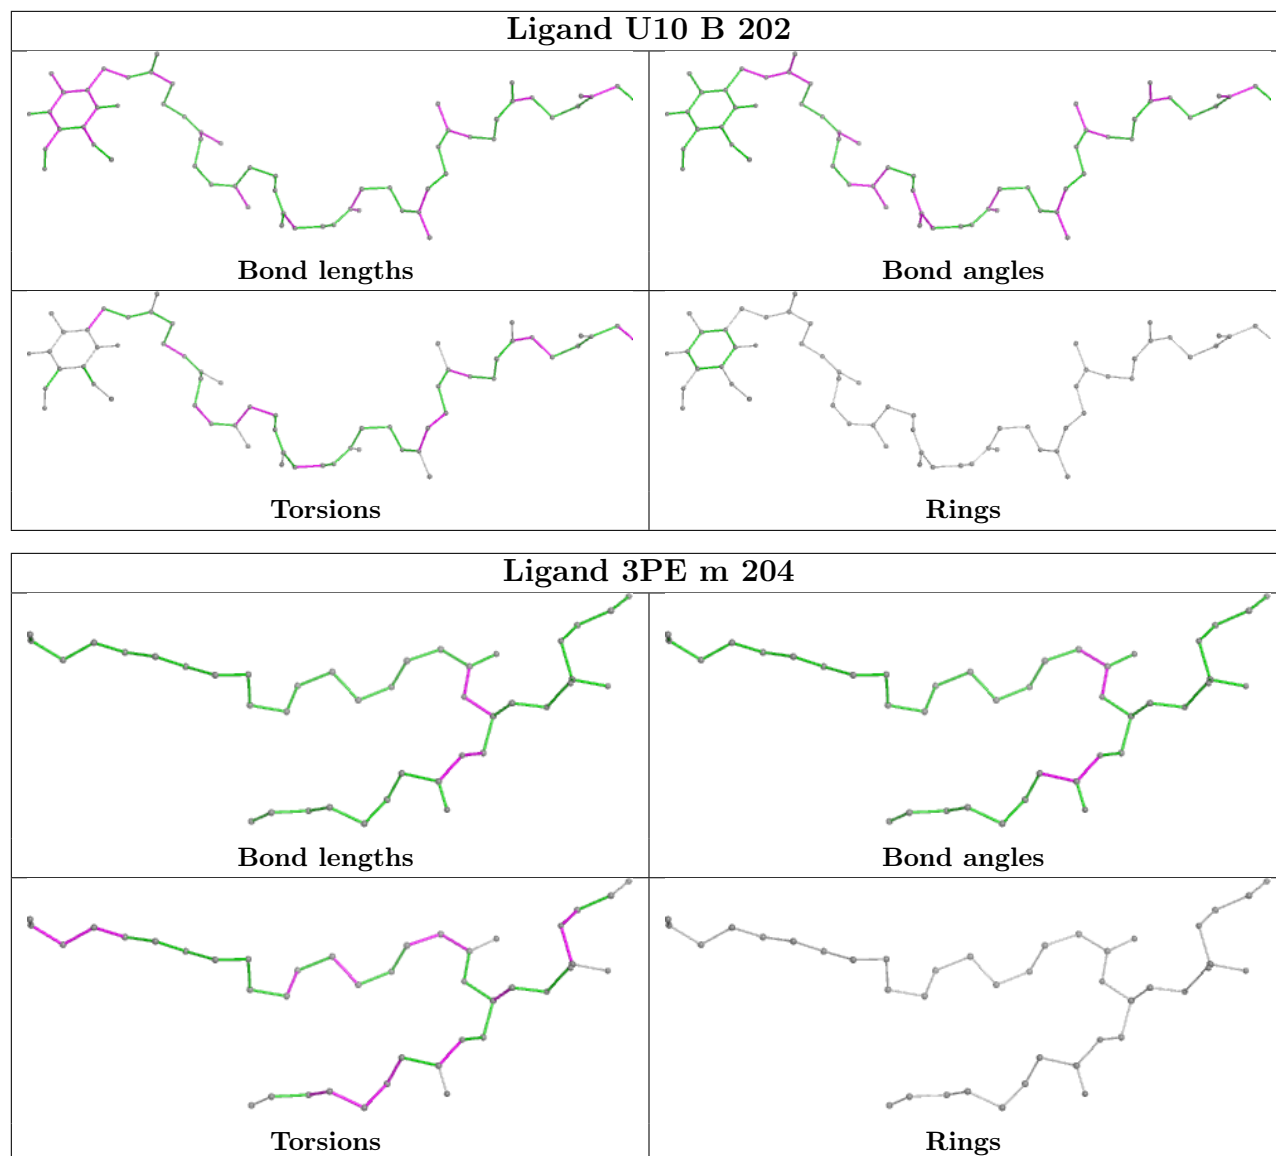 Ligand U10 B 202
Bond lengths
Bond angles
Torsions
Rings
Ligand 3PE m 204
Bond lengths
Bond angles
Torsions
Rings